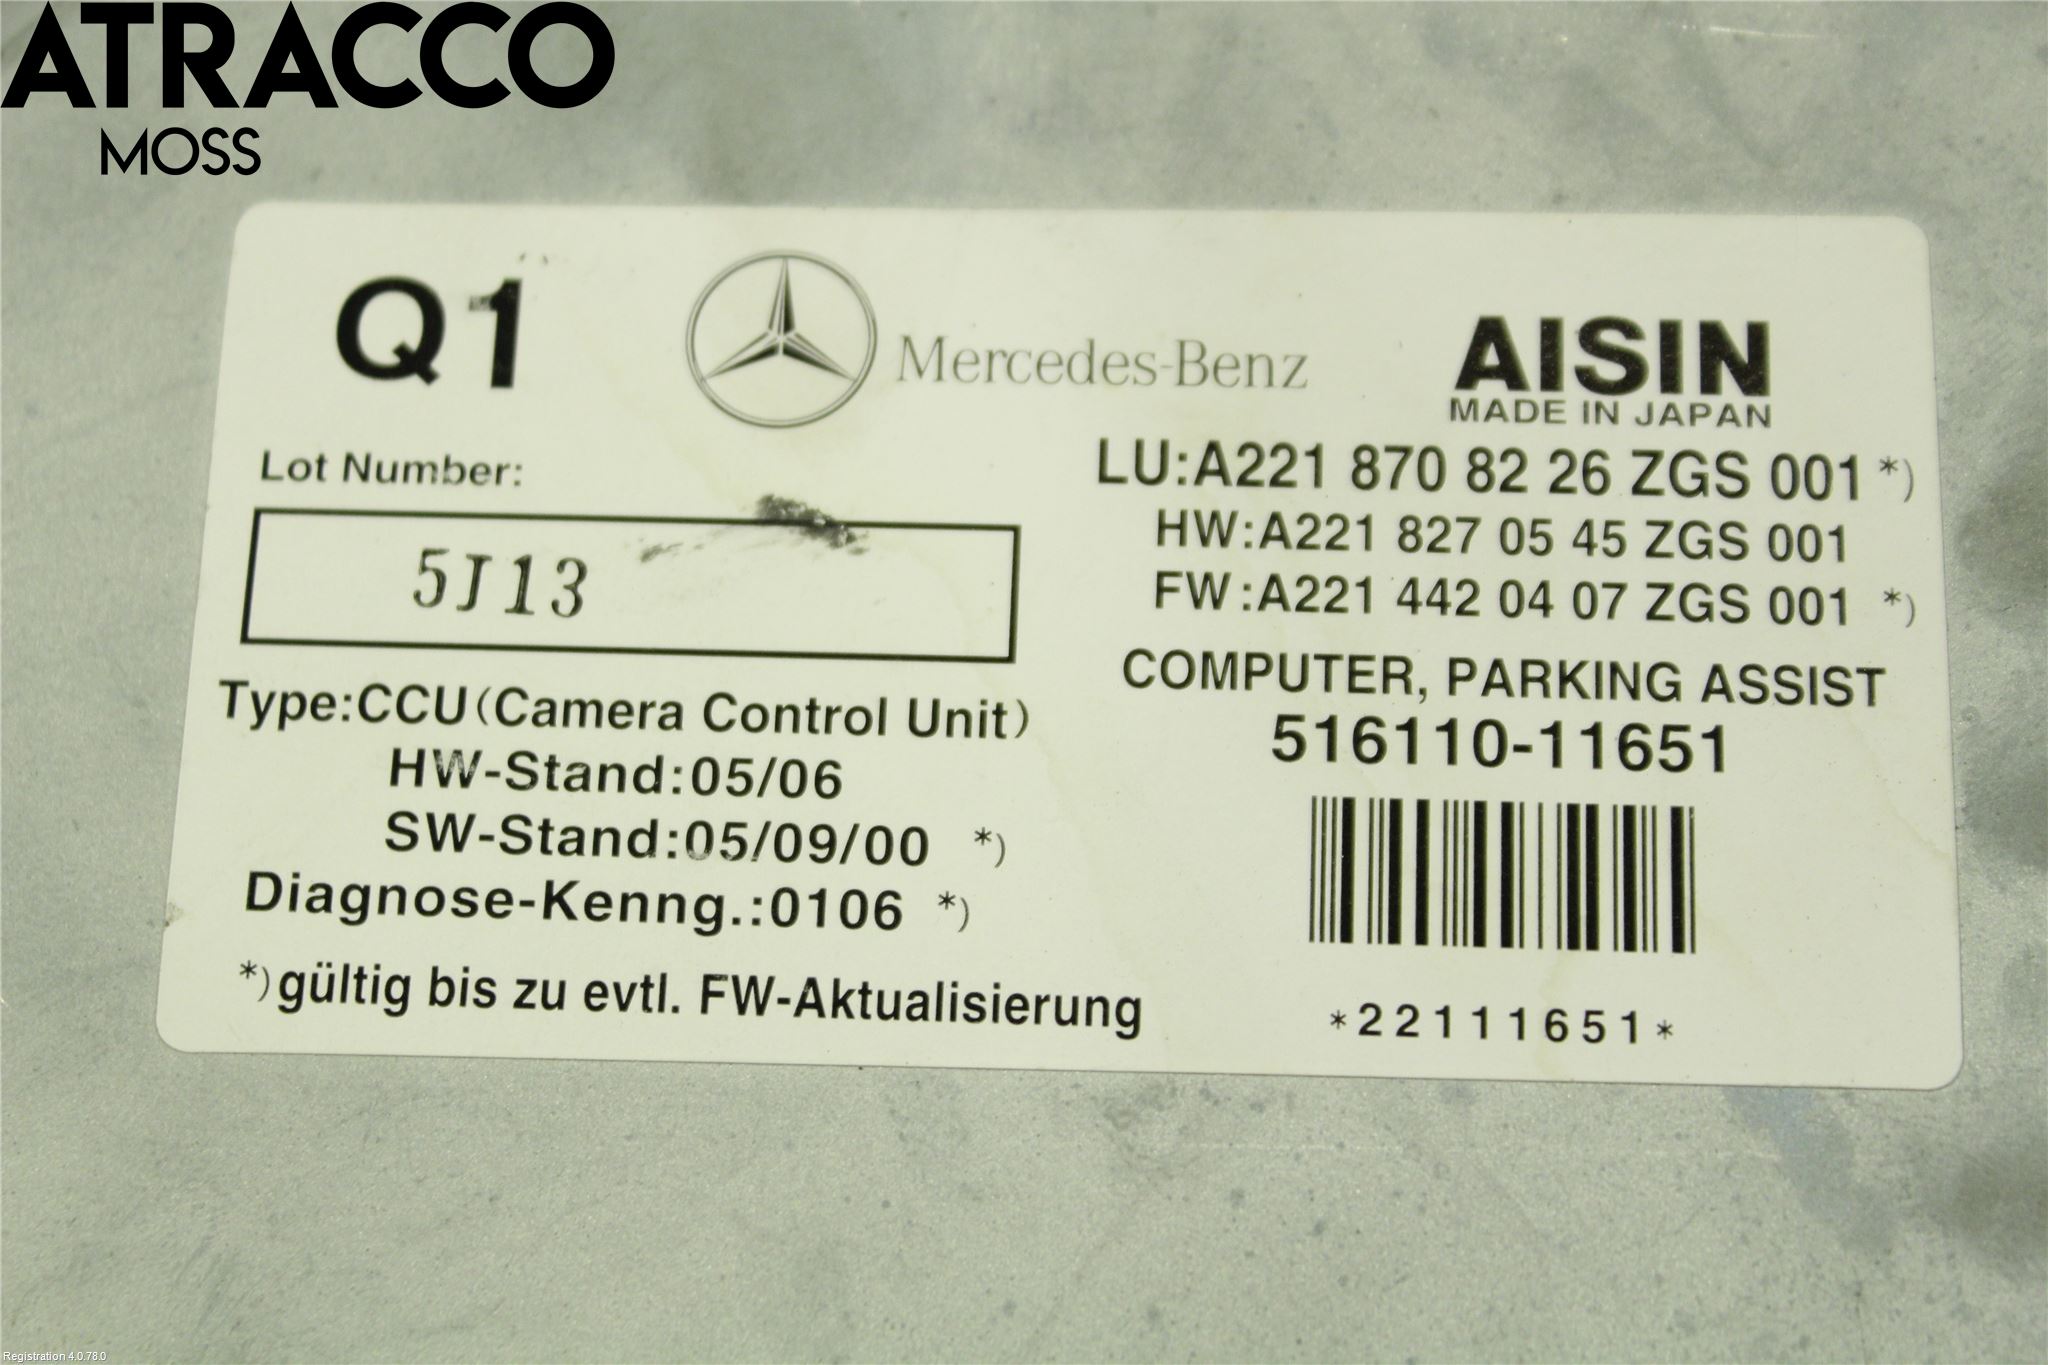 ATRACCO
MOSS
Q1
Mercedes-Benz
AISIN
MADE IN JAPAN
Lot Number:
5J13
LU:A221 870 82 26 ZGS 001 *)
HW:A221 827 05 45 ZGS 001
FW:A221 442 04 07 ZGS 001 *)
Type:CCU(Camera Control Unit)
HW-Stand:05/06
SW-Stand:05/09/00 *)
Diagnose-Kenng.:0106 *)
*)gültig bis zu evtl. FW-Aktualisierung
COMPUTER, PARKING ASSIST
516110-11651
*22111651*
Registration 4.0.78.0